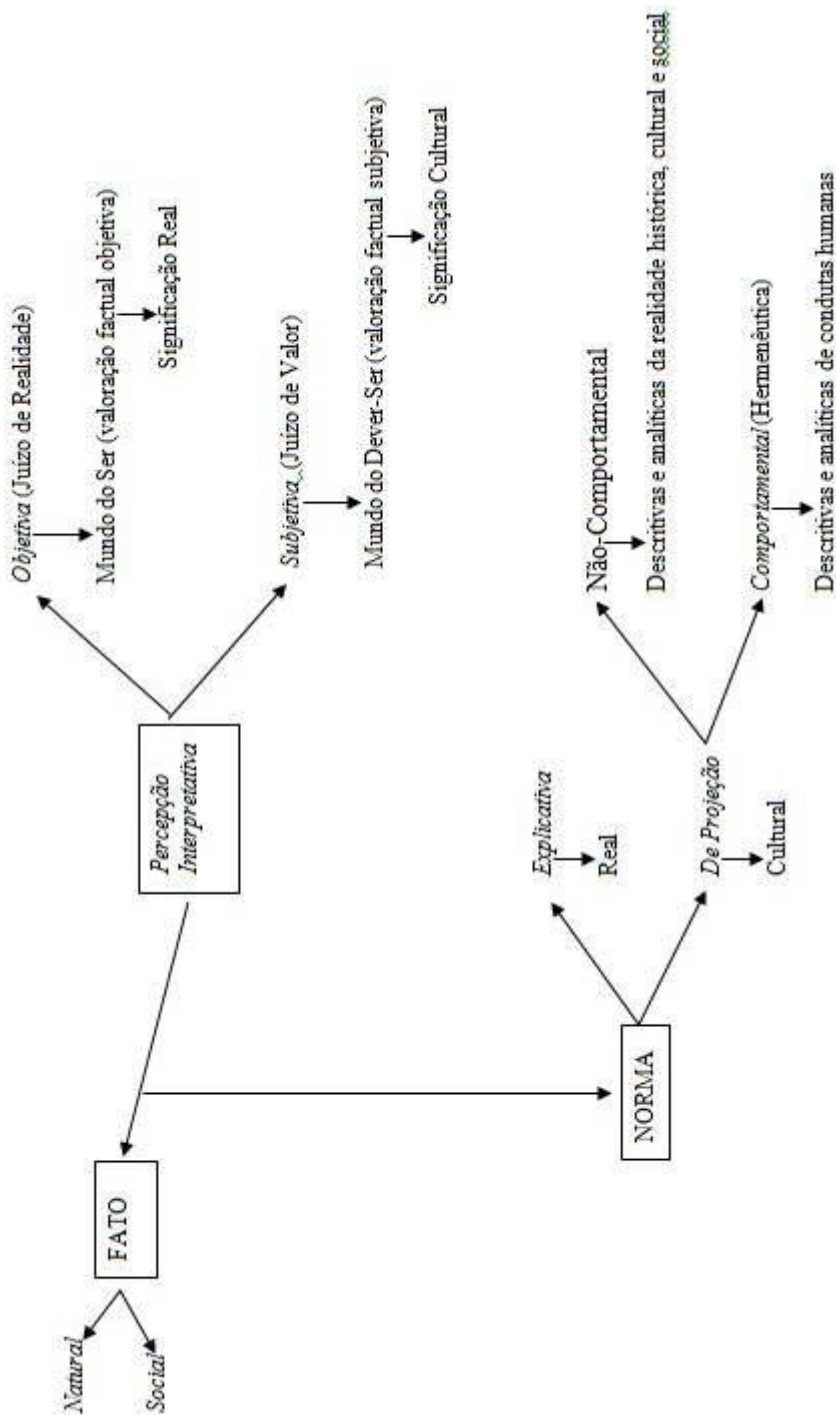 Natural
Social
FATO
Percepção
Interpretativa
Objetiva (Juízo de Realidade)
Mundo do Ser (valoração factual objetiva)
Significação Real
Subjetiva (Juízo de Valor)
Mundo do Dever-Ser (valoração factual subjetiva)
Significação Cultural
NORMA
Explicativa
Real
De Projeção
Cultural
Não-Comportamental
Descritivas e analíticas da realidade histórica, cultural e social
Comportamental (Hermenêutica)
Descritivas e analíticas de condutas humanas